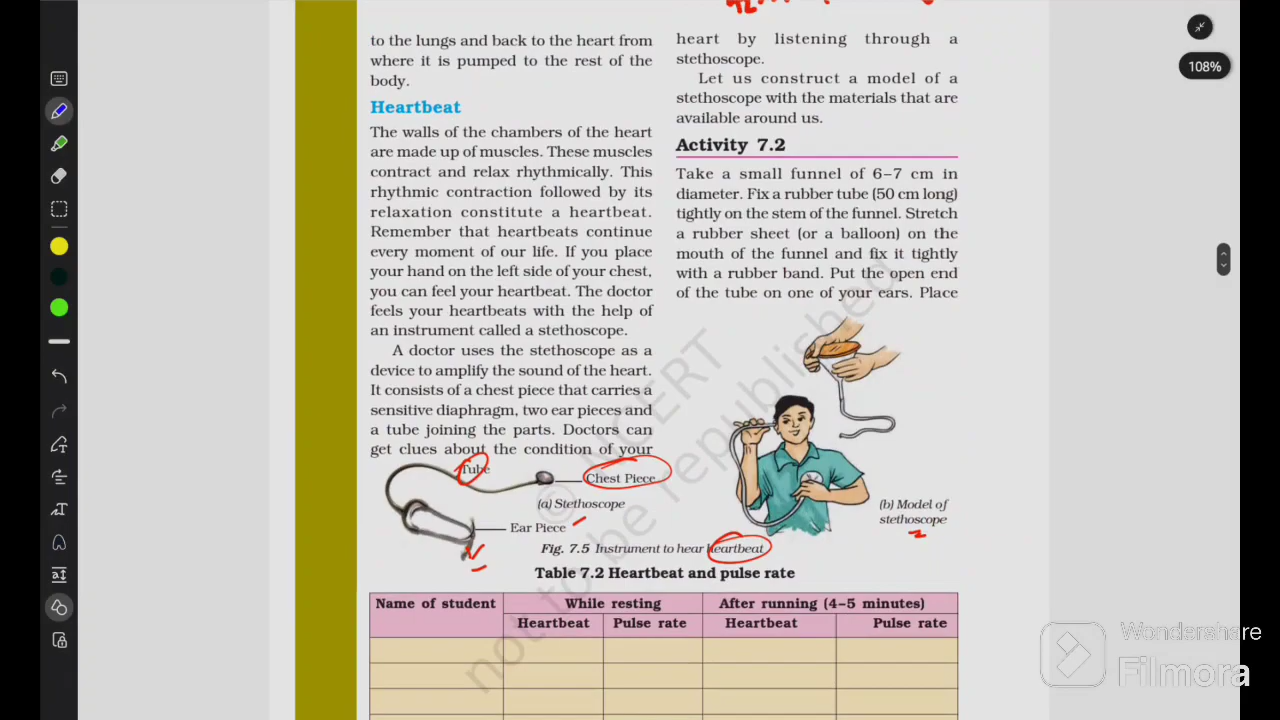 108%
to the lungs and back to the heart from
where it is pumped to the rest of the
body.
Heartbeat
The walls of the chambers of the heart
are made up of muscles. These muscles
contract and relax rhythmically. This
rhythmic contraction followed by its
relaxation constitute a heartbeat.
Remember that heartbeats continue
every moment of our life. If you place
your hand on the left side of your chest,
you can feel your heartbeat. The doctor
feels your heartbeats with the help of
an instrument called a stethoscope.
A doctor uses the stethoscope as a
device to amplify the sound of the heart.
It consists of a chest piece that carries a
sensitive diaphragm, two ear pieces and
a tube joining the parts. Doctors can
get clues about the condition of your
heart by listening through a
stethoscope.
Let us construct a model of a
stethoscope with the materials that are
available around us.
Activity 7.2
Take a small funnel of 6–7 cm in
diameter. Fix a rubber tube (50 cm long)
tightly on the stem of the funnel. Stretch
a rubber sheet (or a balloon) on the
mouth of the funnel and fix it tightly
with a rubber band. Put the open end
of the tube on one of your ears. Place
Tube
Chest Piece
(a) Stethoscope
Ear Piece
(b) Model of
stethoscope
Fig. 7.5 Instrument to hear heartbeat
Table 7.2 Heartbeat and pulse rate
Name of student While resting After running (4–5 minutes)
Heartbeat Pulse rate Heartbeat Pulse rate
© NCERT
not to be republished
Wondershare
Filmora